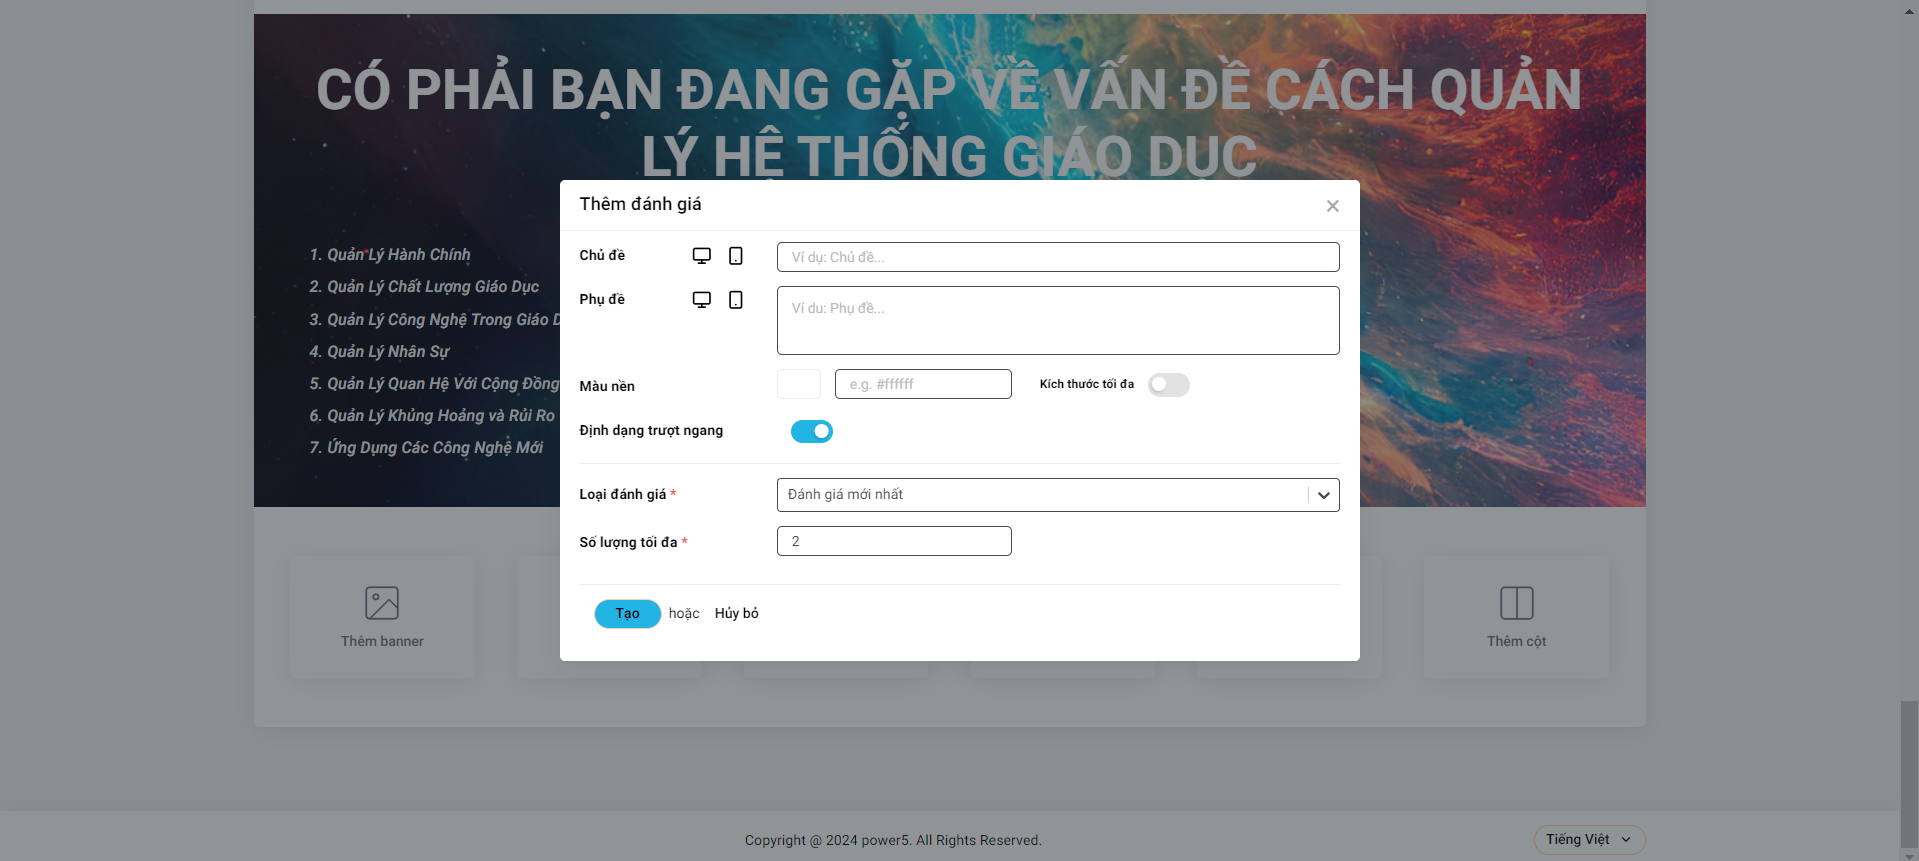 CÓ PHẢI BẠN ĐANG GẶP VỀ VẤN ĐỀ CÁCH QUẢN
LÝ HỆ THỐNG GIÁO DỤC
1. Quản Lý Hành Chính
2. Quản Lý Chất Lượng Giáo Dục
3. Quản Lý Công Nghệ Trong Giáo D
4. Quản Lý Nhân Sự
5. Quản Lý Quan Hệ Với Cộng Đồng
6. Quản Lý Khủng Hoảng và Rủi Ro
7. Ứng Dụng Các Công Nghệ Mới
Thêm đánh giá
Chủ đề
Ví dụ: Chủ đề...
Phụ đề
Ví du: Phụ đề...
Màu nền
e.g. #ffffff
Kích thước tối đa
Định dạng trượt ngang
Loại đánh giá *
Đánh giá mới nhất
Số lượng tối đa *
2
Tạo hoặc Hủy bỏ
Thêm banner
Thêm cột
Copyright @ 2024 power5. All Rights Reserved.
Tiếng Việt